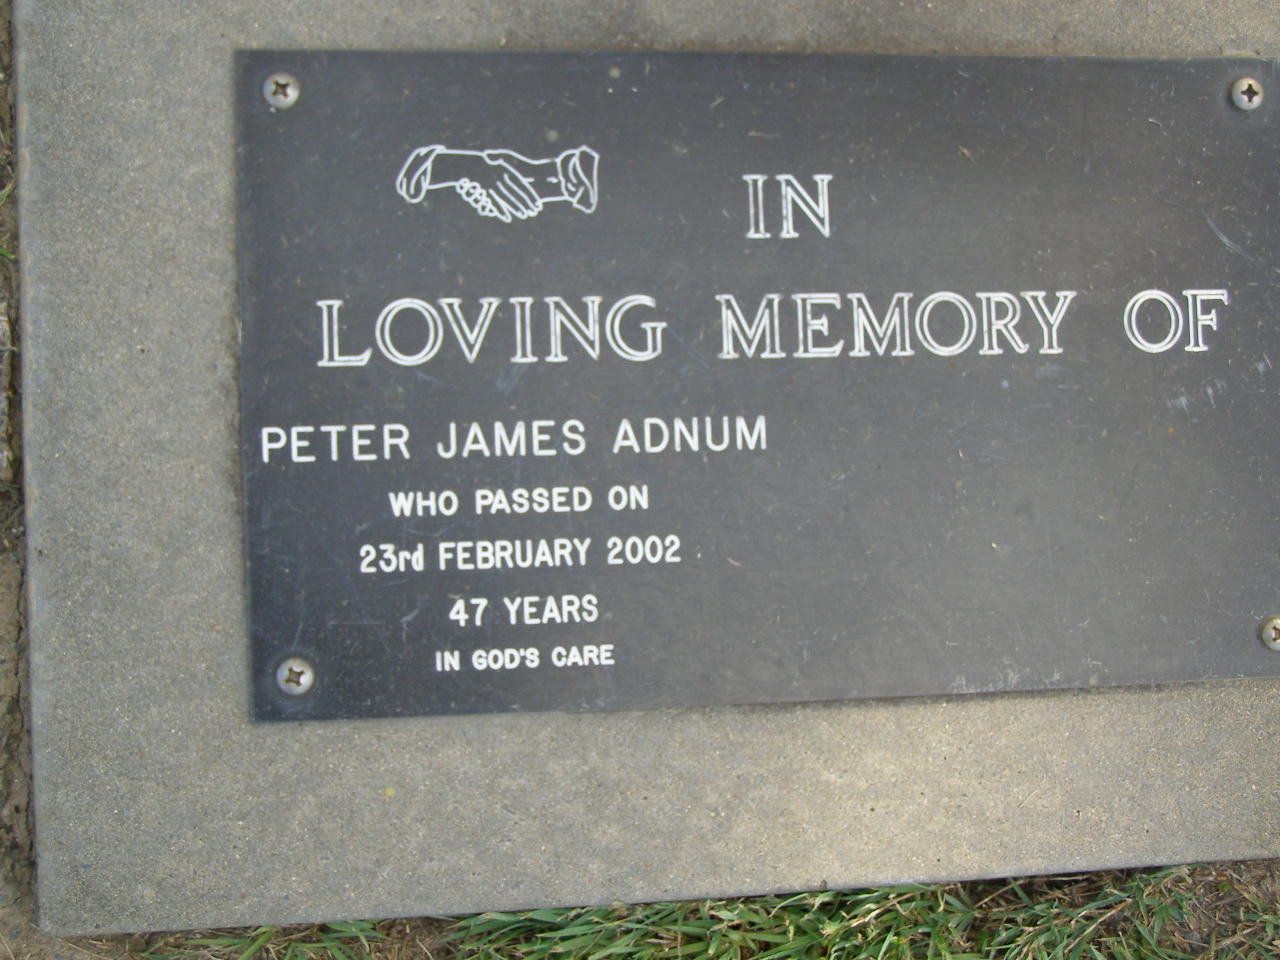 IN
LOVING MEMORY OF
PETER JAMES ADNUM
WHO PASSED ON
23rd FEBRUARY 2002
47 YEARS
IN GOD'S CARE